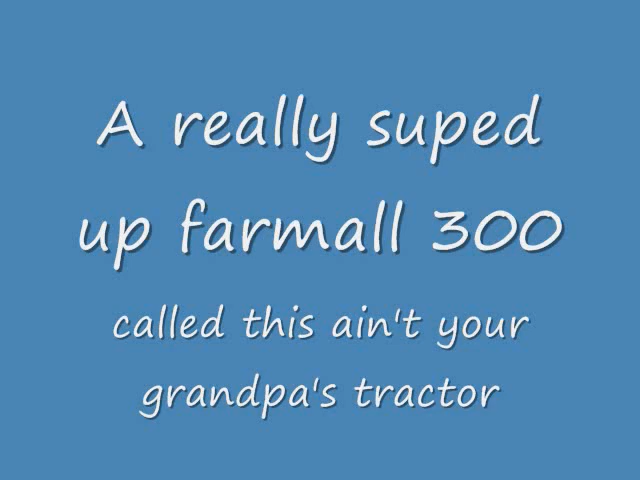 A really suped
up farmall 300
called this ain't your
grandpa's tractor